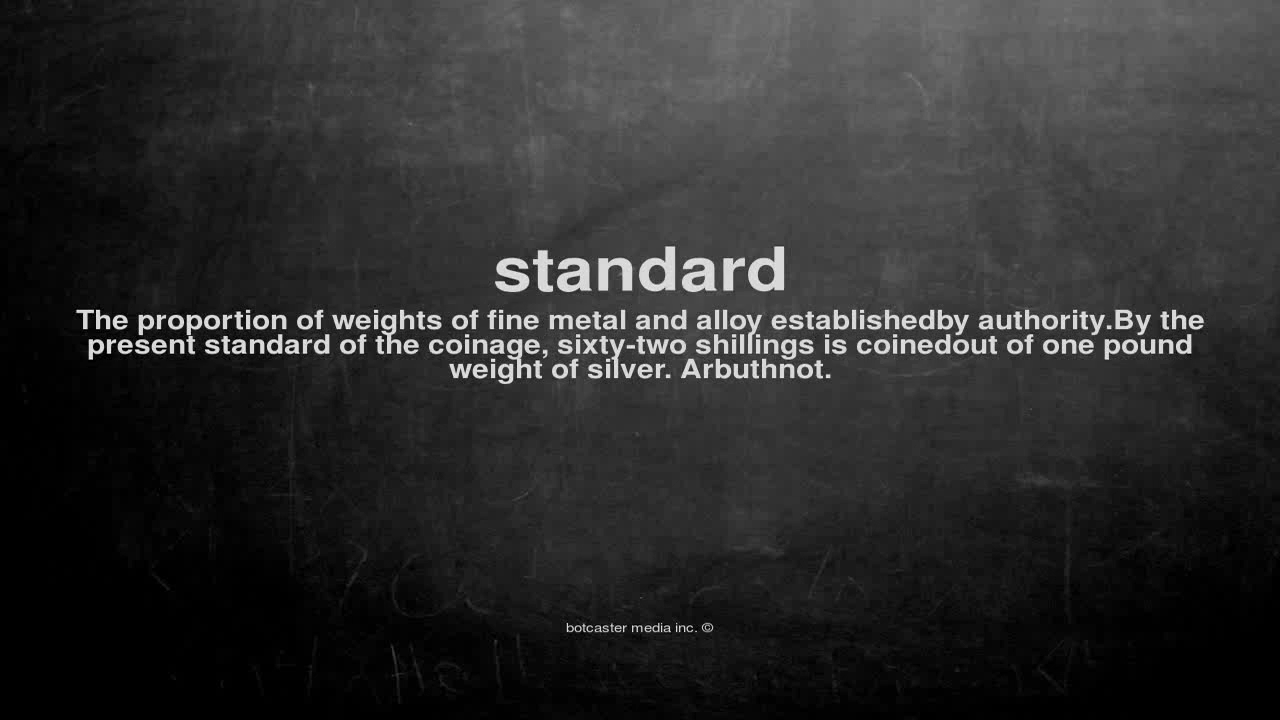 standard
The proportion of weights of fine metal and alloy establishedby authority.By the
present standard of the coinage, sixty-two shillings is coinedout of one pound
weight of silver. Arbuthnot.
botcaster media inc. ©